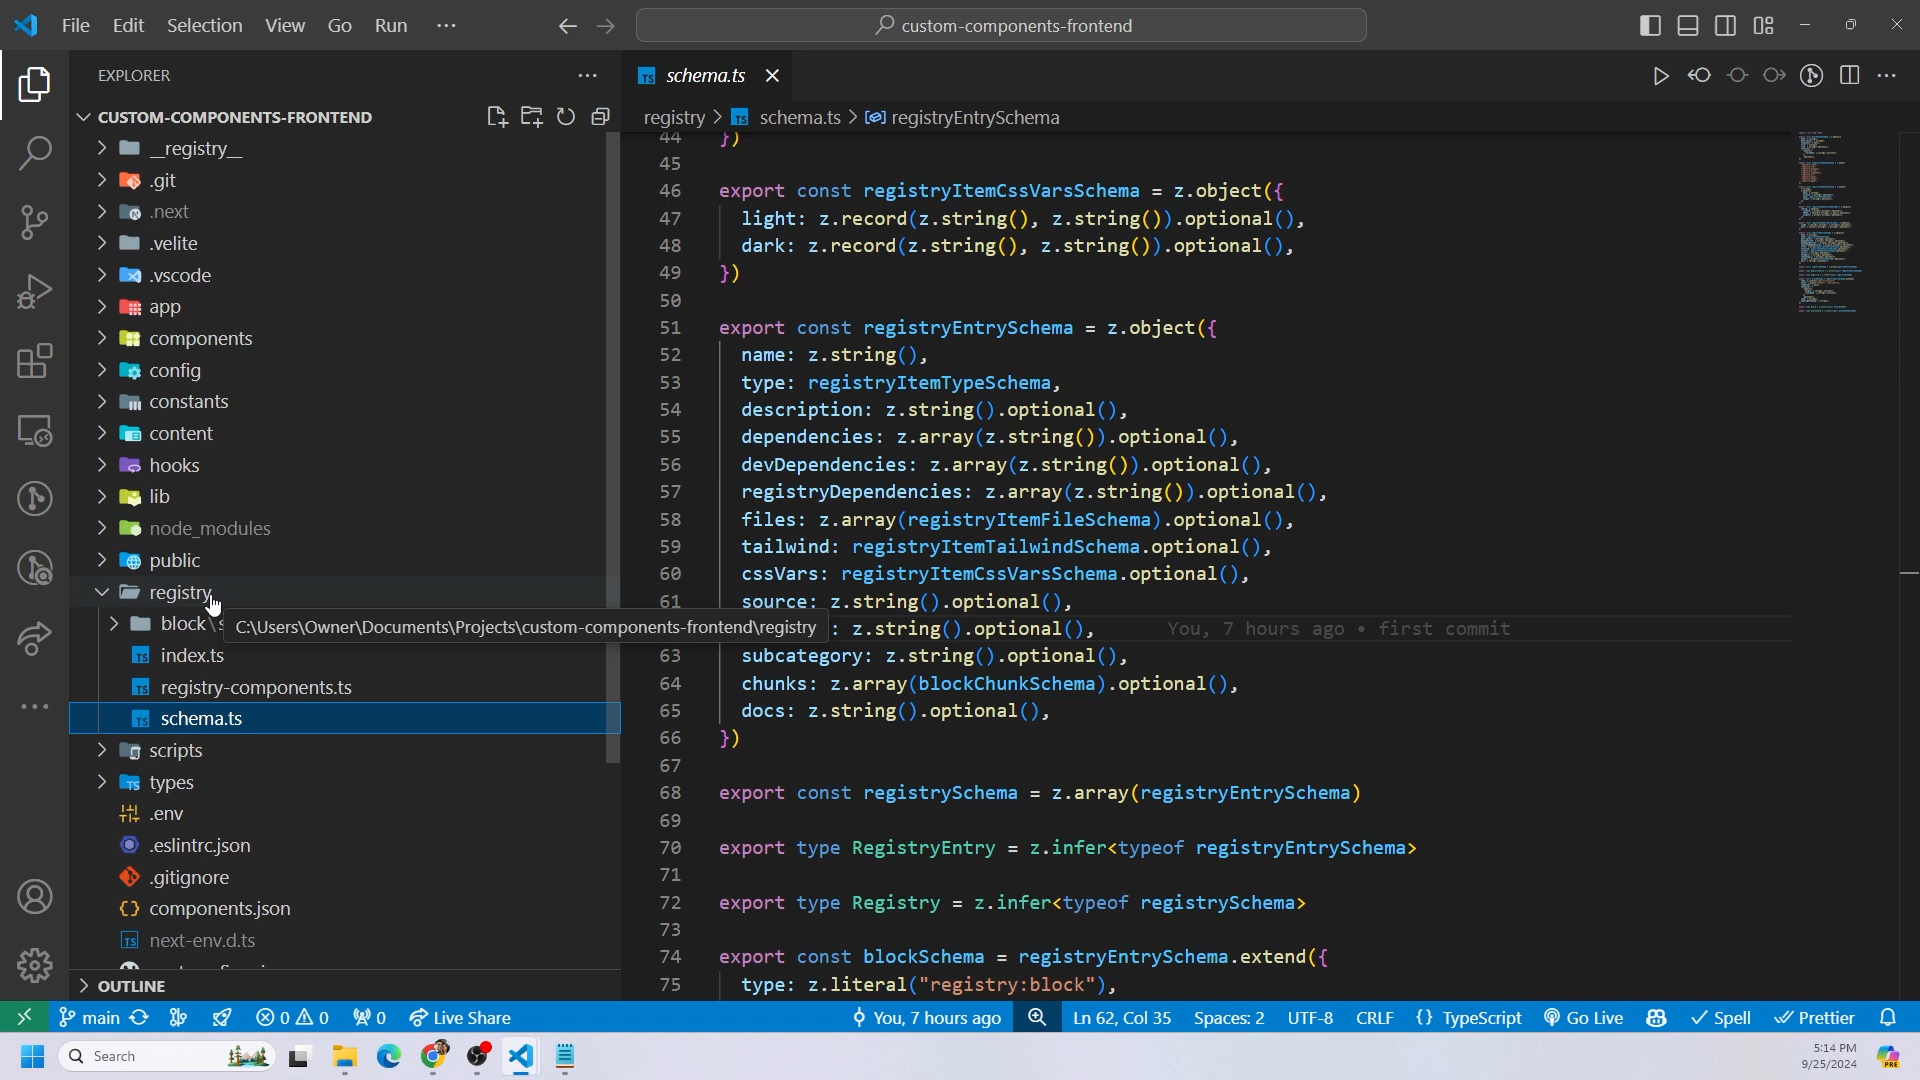 File Edit Selection View Go Run ···
custom-components-frontend
EXPLORER
schema.ts
CUSTOM-COMPONENTS-FRONTEND
registry > schema.ts > registryEntrySchema
__registry__
.git
.next
.velite
.vscode
app
components
config
constants
content
hooks
lib
node_modules
public
registry
block\s
C:\Users\Owner\Documents\Projects\custom-components-frontend\registry
index.ts
registry-components.ts
schema.ts
scripts
types
.env
.eslintrc.json
.gitignore
components.json
next-env.d.ts
OUTLINE
44 })
45
46 export const registryItemCssVarsSchema = z.object({
47 light: z.record(z.string(), z.string()).optional(),
48 dark: z.record(z.string(), z.string()).optional(),
49 })
50
51 export const registryEntrySchema = z.object({
52 name: z.string(),
53 type: registryItemTypeSchema,
54 description: z.string().optional(),
55 dependencies: z.array(z.string()).optional(),
56 devDependencies: z.array(z.string()).optional(),
57 registryDependencies: z.array(z.string()).optional(),
58 files: z.array(registryItemFileSchema).optional(),
59 tailwind: registryItemTailwindSchema.optional(),
60 cssVars: registryItemCssVarsSchema.optional(),
61 source: z.string().optional(),
: z.string().optional(), You, 7 hours ago • first commit
63 subcategory: z.string().optional(),
64 chunks: z.array(blockChunkSchema).optional(),
65 docs: z.string().optional(),
66 })
67
68 export const registrySchema = z.array(registryEntrySchema)
69
70 export type RegistryEntry = z.infer<typeof registryEntrySchema>
71
72 export type Registry = z.infer<typeof registrySchema>
73
74 export const blockSchema = registryEntrySchema.extend({
75 type: z.literal("registry:block"),
main 0 0 0 Live Share You, 7 hours ago Ln 62, Col 35 Spaces: 2 UTF-8 CRLF {} TypeScript Go Live Spell Prettier
Search
5:14 PM
9/25/2024
PRE